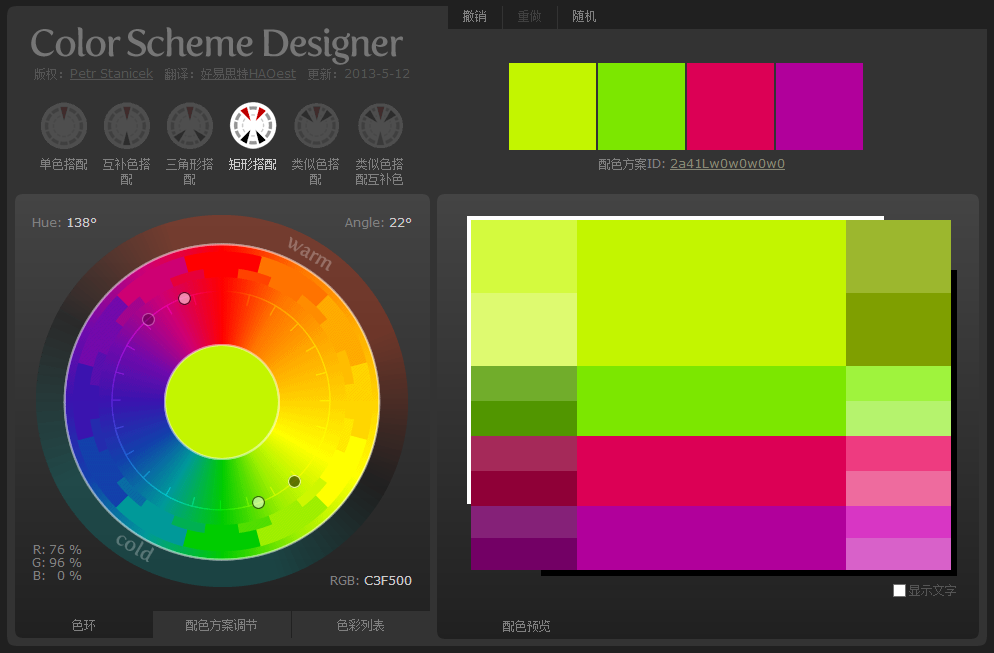 撤销 重做 随机
Color Scheme Designer
版权: Petr Stanicek 翻译: 好易思特HAOest 更新: 2013-5-12
单色搭配 互补色搭配 三角形搭配 矩形搭配 类似色搭配 类似色搭配互补色
配色方案ID: 2a41Lw0w0w0w0
Hue: 138° Angle: 22°
warm
cold
R: 76 %
G: 96 %
B: 0 %
RGB: C3F500
显示文字
色环 配色方案调节 色彩列表
配色预览